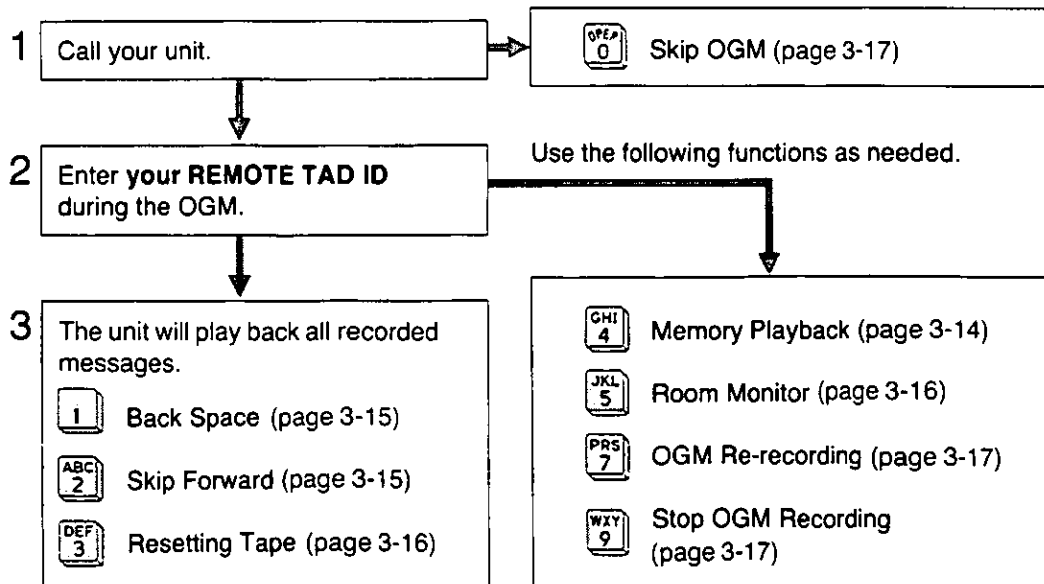 1 Call your unit.
OPER 0 Skip OGM (page 3-17)
2 Enter your REMOTE TAD ID
during the OGM.
Use the following functions as needed.
3 The unit will play back all recorded
messages.
1 Back Space (page 3-15)
ABC 2 Skip Forward (page 3-15)
DEF 3 Resetting Tape (page 3-16)
GHI 4 Memory Playback (page 3-14)
JKL 5 Room Monitor (page 3-16)
PRS 7 OGM Re-recording (page 3-17)
WXY 9 Stop OGM Recording
(page 3-17)